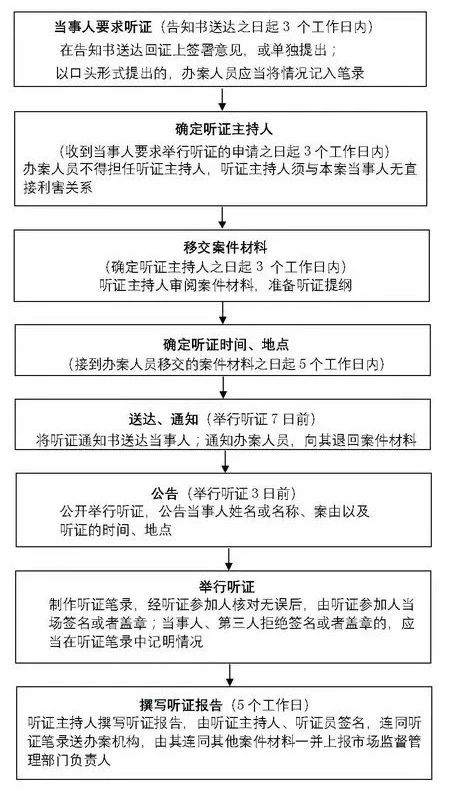 当事人要求听证（告知书送达之日起 3 个工作日内）
在告知书送达回证上签署意见，或单独提出；
以口头形式提出的，办案人员应当将情况记入笔录
确定听证主持人
（收到当事人要求举行听证的申请之日起 3 个工作日内）
办案人员不得担任听证主持人，听证主持人须与本案当事人无直
接利害关系
移交案件材料
（确定听证主持人之日起 3 个工作日内）
听证主持人审阅案件材料，准备听证提纲
确定听证时间、地点
（接到办案人员移交的案件材料之日起 5 个工作日内）
送达、通知（举行听证 7 日前）
将听证通知书送达当事人；通知办案人员，向其退回案件材料
公告（举行听证 3 日前）
公开举行听证，公告当事人姓名或名称、案由以及
听证的时间、地点
举行听证
制作听证笔录，经听证参加人核对无误后，由听证参加人当
场签名或者盖章；当事人、第三人拒绝签名或者盖章的，应
当在听证笔录中记明情况
撰写听证报告（5 个工作日）
听证主持人撰写听证报告，由听证主持人、听证员签名，连同听
证笔录送办案机构，由其连同其他案件材料一并上报市场监督管
理部门负责人